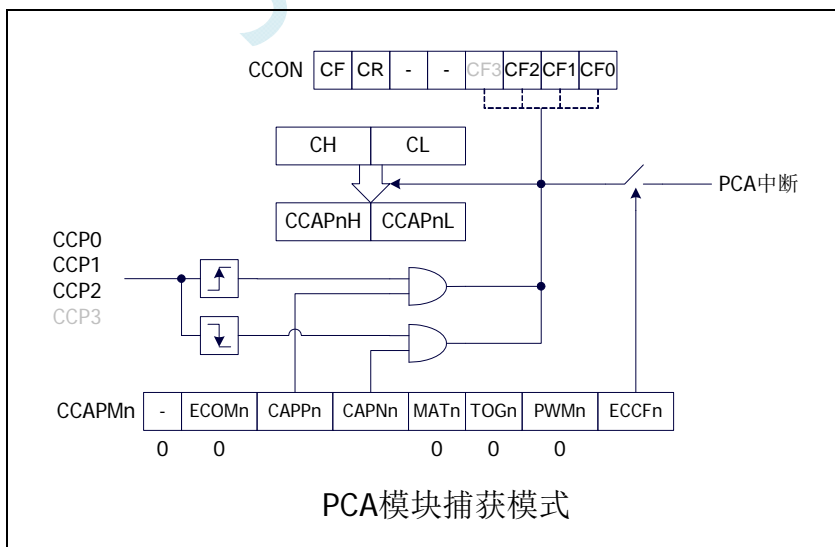 CCON CF CR - - CF3 CF2 CF1 CF0
CH CL
PCA中断
CCAPnH CCAPnL
CCP0
CCP1
CCP2
CCP3
CCAPMn - ECOMn CAPPn CAPNn MATn TOGn PWMn ECCFn
0 0 0 0 0
PCA模块捕获模式